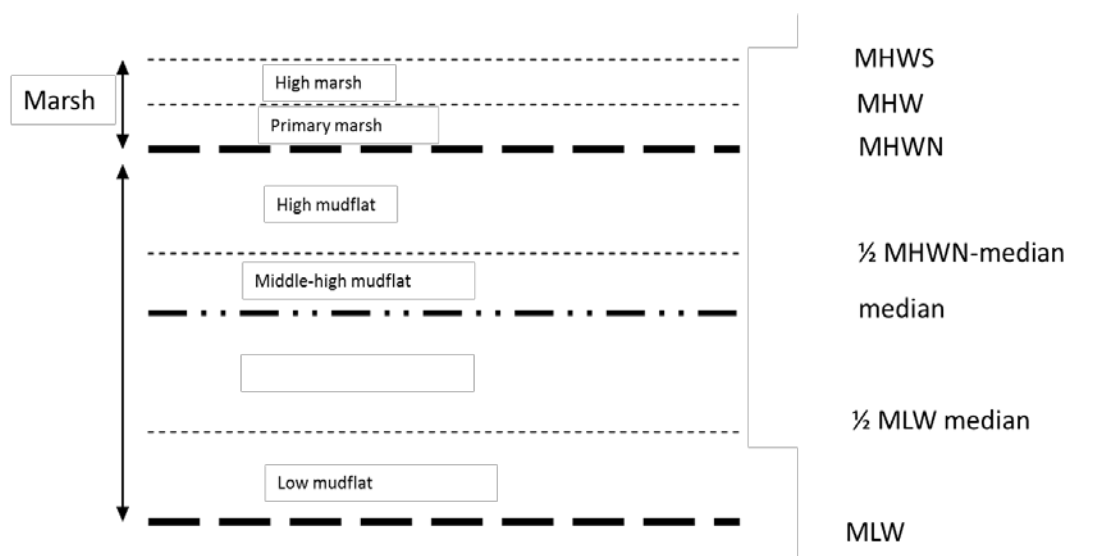 MHWS
High marsh
Marsh
MHW
Primary marsh
MHWN
High mudflat
½ MHWN-median
Middle-high mudflat
median
½ MLW median
Low mudflat
MLW